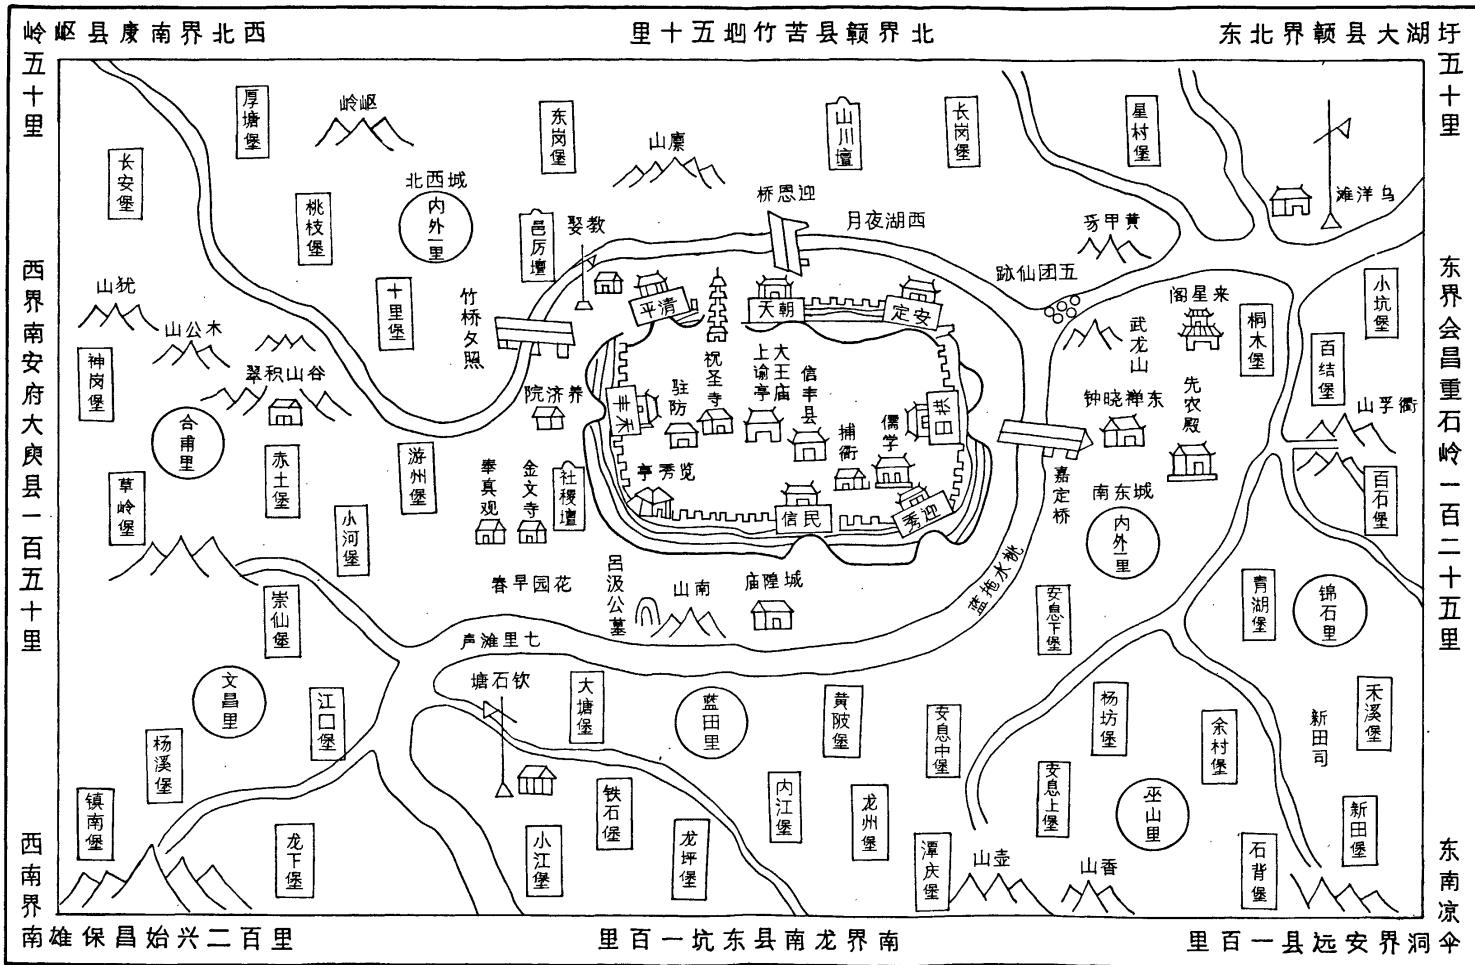 西北界南康县岖岭
五十里
北界赣县苦竹𡉏五十里
东北界赣县大湖圩
五十里
西界南安府大庾县一百五十里
东界会昌重石岭一百二十五里
西南界
南雄保昌始兴二百里
南界龙南县东坑一百里
东南凉
伞洞界安远县一百里
厚塘堡
岖岭
东岗堡
廪山
山川坛
长岗堡
星村堡
乌洋滩
长安堡
桃枝堡
城西北
内外一里
邑厉坛
教娶
迎恩桥
西湖夜月
黄甲寨
五团仙跡
犹山
木公山
十里堡
竹桥夕照
清平
朝天
安定
来星阁
武龙山
桐木堡
小坑堡
百结堡
神岗堡
谷山积翠
合甫里
养济院
禾丰
驻防
祝圣寺
上谕亭
大王庙
信丰县
捕衙
儒学
扶日
东禅晓钟
先农殿
衢孚山
百石堡
草岭堡
赤土堡
游州堡
小河堡
奉真观
金文寺
社稷坛
览秀亭
民信
迎秀
嘉定桥
城东南
内外一里
崇仙堡
花园早春
吕汲公墓
南山
城隍庙
桃水拖蓝
安息下堡
青湖堡
锦石里
七里滩声
文昌里
江口堡
钦石塘
大塘堡
蓝田里
黄陂堡
安息中堡
杨坊堡
余村堡
新田司
禾溪堡
杨溪堡
镇南堡
龙下堡
小江堡
铁石堡
龙坪堡
内江堡
龙州堡
潭庆堡
壶山
安息上堡
香山
巫山里
石背堡
新田堡